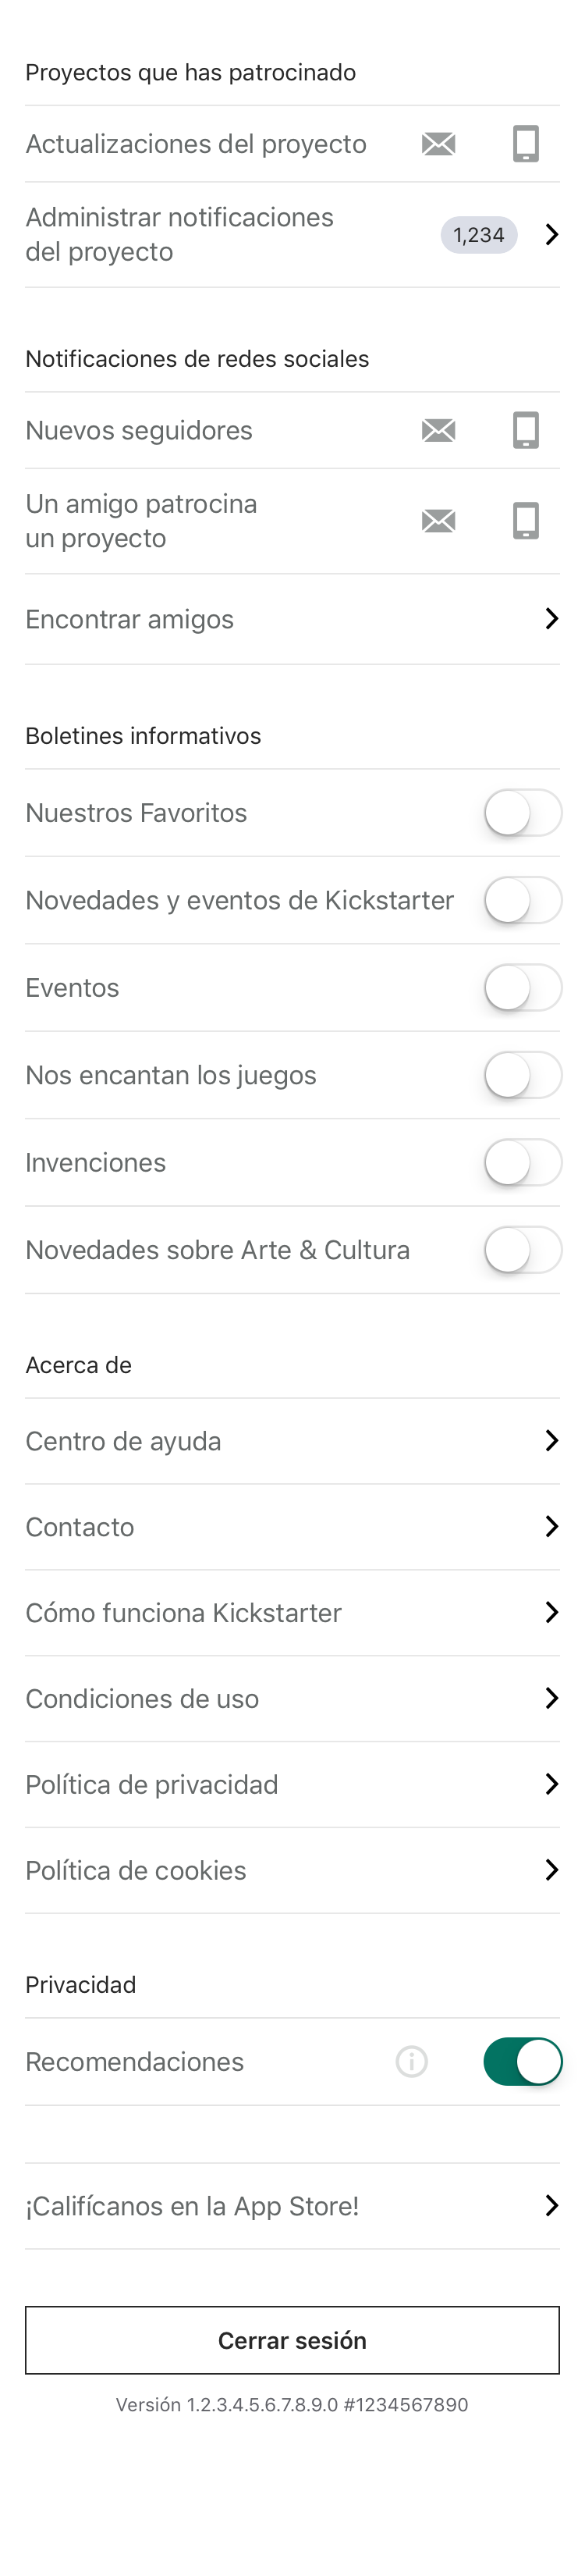 Proyectos que has patrocinado
Actualizaciones del proyecto
Administrar notificaciones
del proyecto
1,234
Notificaciones de redes sociales
Nuevos seguidores
Un amigo patrocina
un proyecto
Encontrar amigos
Boletines informativos
Nuestros Favoritos
Novedades y eventos de Kickstarter
Eventos
Nos encantan los juegos
Invenciones
Novedades sobre Arte & Cultura
Acerca de
Centro de ayuda
Contacto
Cómo funciona Kickstarter
Condiciones de uso
Política de privacidad
Política de cookies
Privacidad
Recomendaciones
¡Califícanos en la App Store!
Cerrar sesión
Versión 1.2.3.4.5.6.7.8.9.0 #1234567890